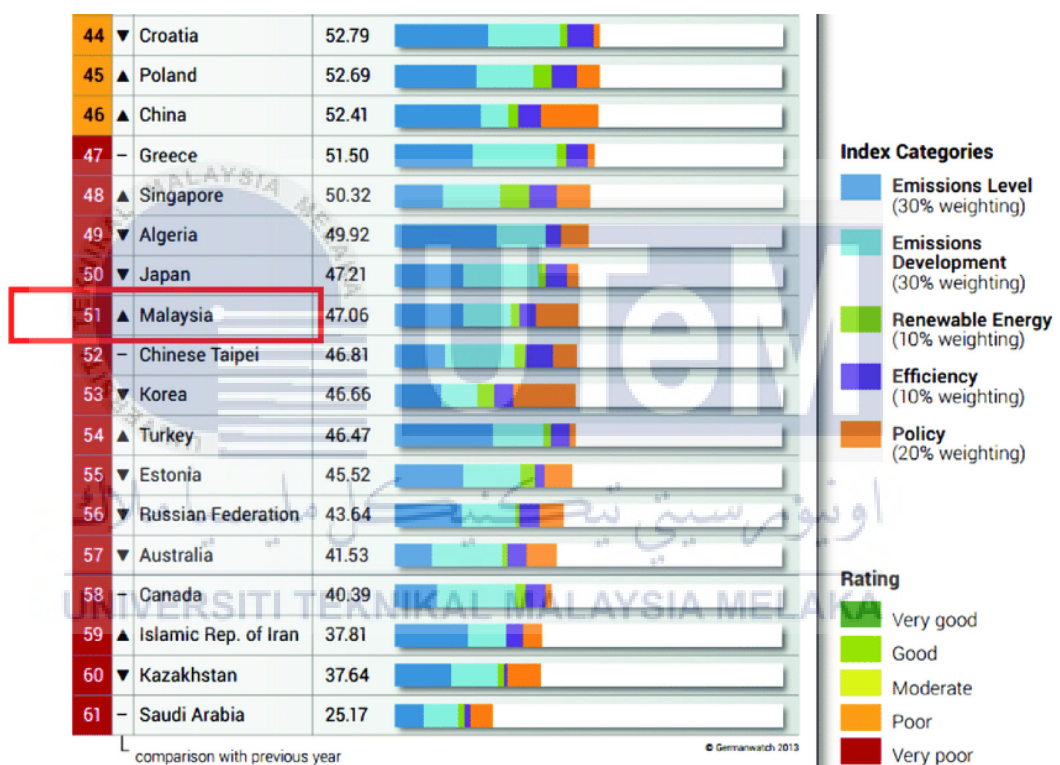 44 ▼ Croatia 52.79
45 ▲ Poland 52.69
46 ▲ China 52.41
47 – Greece 51.50
48 ▲ Singapore 50.32
49 ▼ Algeria 49.92
50 ▼ Japan 47.21
51 ▲ Malaysia 47.06
52 – Chinese Taipei 46.81
53 ▼ Korea 46.66
54 ▲ Turkey 46.47
55 ▼ Estonia 45.52
56 ▼ Russian Federation 43.64
57 ▼ Australia 41.53
58 – Canada 40.39
59 ▲ Islamic Rep. of Iran 37.81
60 ▼ Kazakhstan 37.64
61 – Saudi Arabia 25.17
comparison with previous year
© Germanwatch 2013
Index Categories
Emissions Level
(30% weighting)
Emissions
Development
(30% weighting)
Renewable Energy
(10% weighting)
Efficiency
(10% weighting)
Policy
(20% weighting)
Rating
Very good
Good
Moderate
Poor
Very poor
UTeM
اونيۏرسيتي تيكنيكل مليسيا ملاك
UNIVERSITI TEKNIKAL MALAYSIA MELAKA